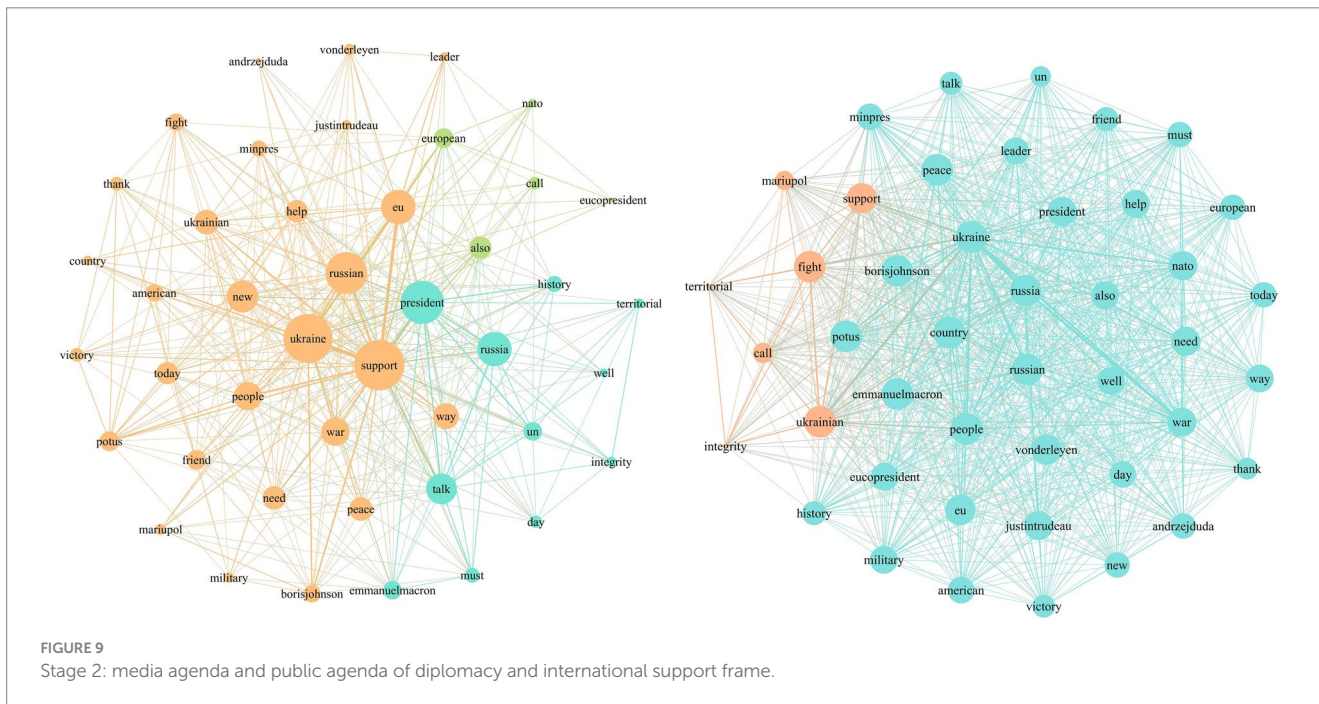 vonderleyen
leader
andrzejduda
nato
fight
justintrudeau
european
minpres
thank
call
eucopresident
ukrainian
help
eu
also
country
russian
history
american
new
president
territorial
ukraine
russia
victory
support
well
today
people
way
potus
war
un
friend
integrity
talk
need
peace
mariupol
day
military
must
borisjohnson
emmanuelmacron
un
talk
minpres
friend
must
leader
peace
mariupol
support
president
help
european
ukraine
fight
borisjohnson
nato
territorial
russia
also
today
potus
country
call
need
russian
well
way
emmanuelmacron
ukrainian
people
war
integrity
vonderleyen
eucopresident
day
thank
history
eu
justintrudeau
andrzejduda
military
new
american
victory
FIGURE 9
Stage 2: media agenda and public agenda of diplomacy and international support frame.